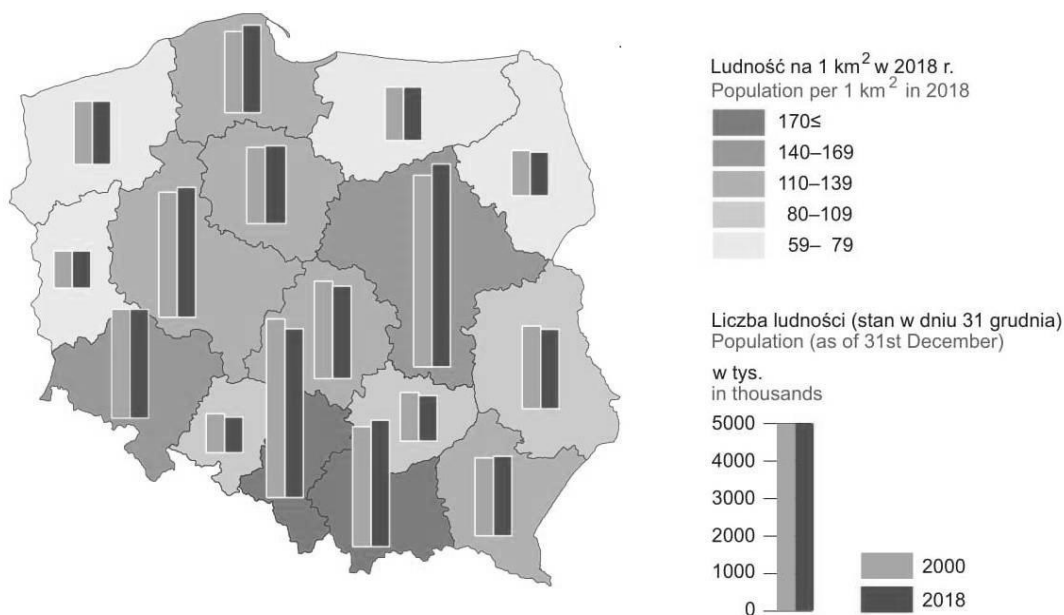 Ludność na 1 km² w 2018 r.
Population per 1 km² in 2018
170≤
140–169
110–139
80–109
59– 79
Liczba ludności (stan w dniu 31 grudnia)
Population (as of 31st December)
w tys.
in thousands
5000
4000
3000
2000
1000
0
2000
2018